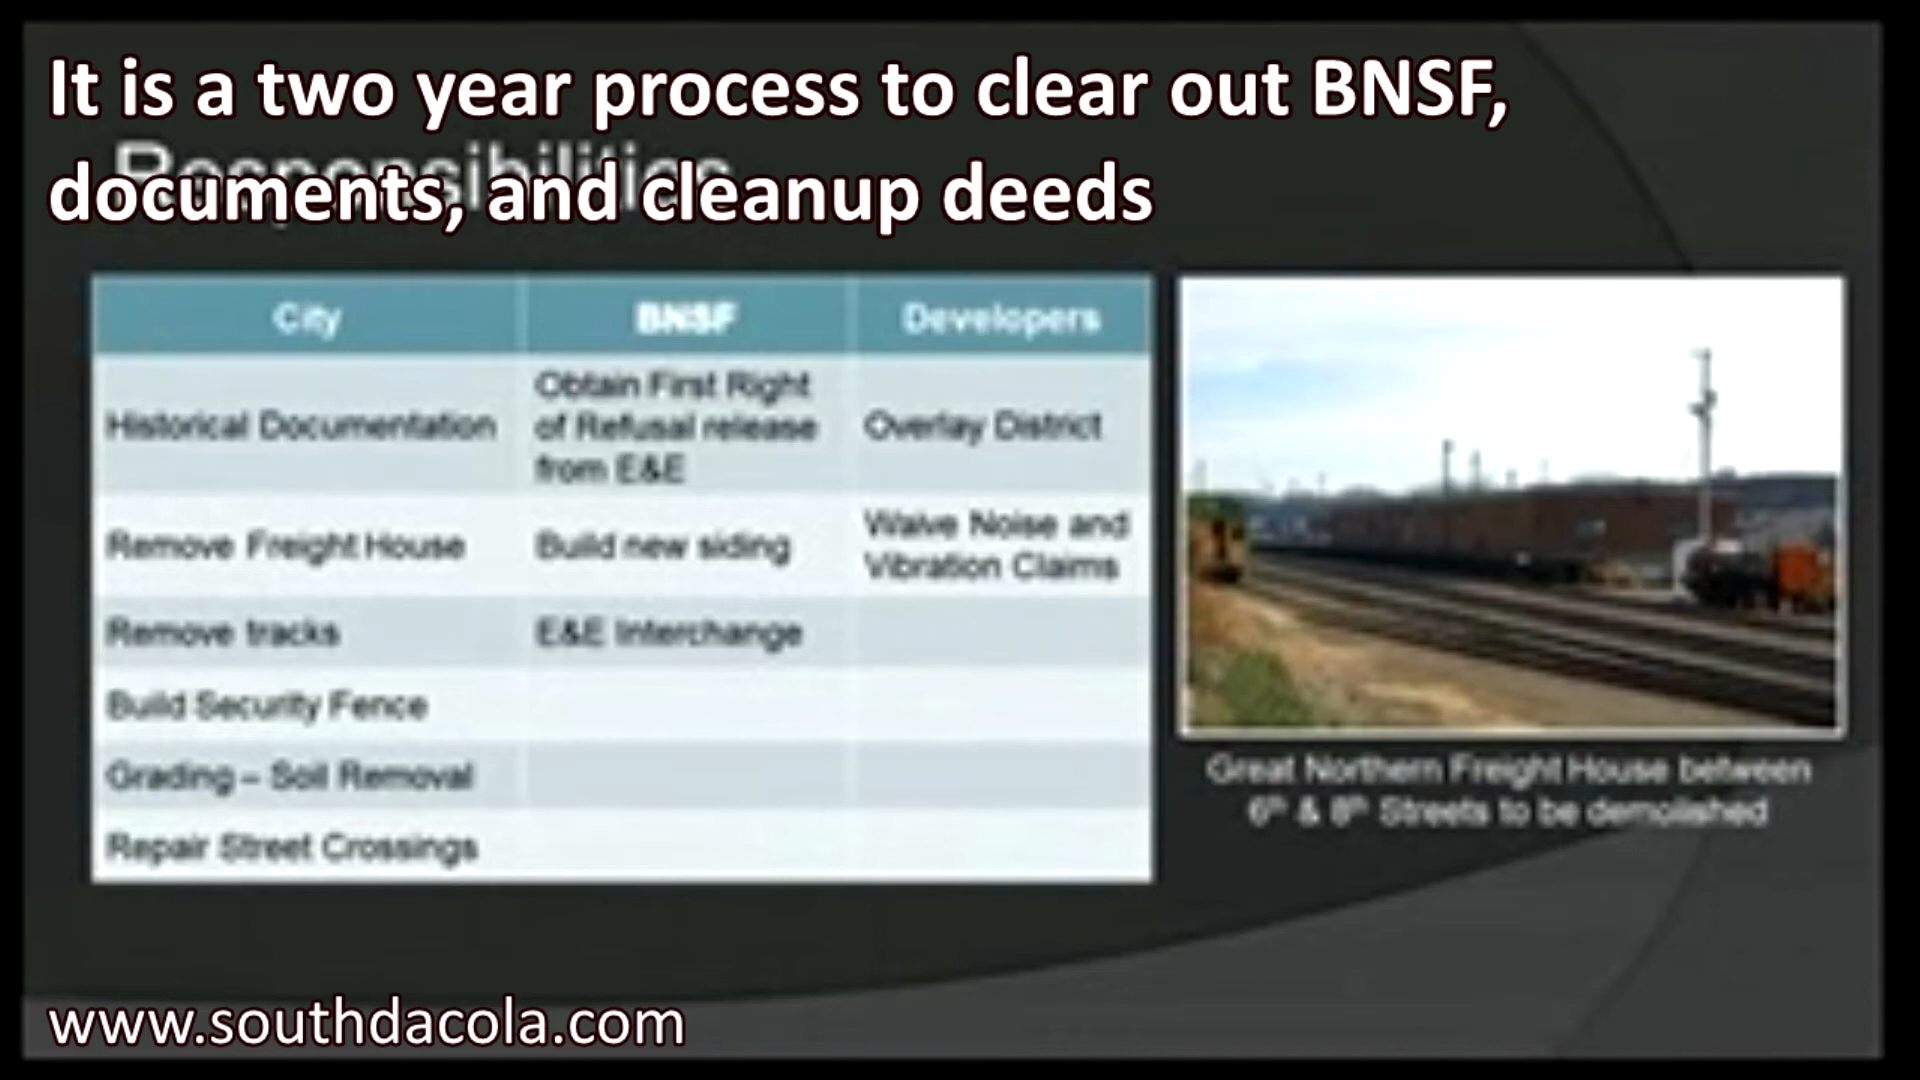 It is a two year process to clear out BNSF,
documents, and cleanup deeds
Responsibilities
City BNSF Developers
Historical Documentation
Obtain First Right
of Refusal release
from E&E
Overlay District
Remove Freight House
Build new siding
Waive Noise and
Vibration Claims
Remove tracks
E&E Interchange
Build Security Fence
Grading – Soil Removal
Repair Street Crossings
Great Northern Freight House between
6th & 8th Streets to be demolished
www.southdacola.com